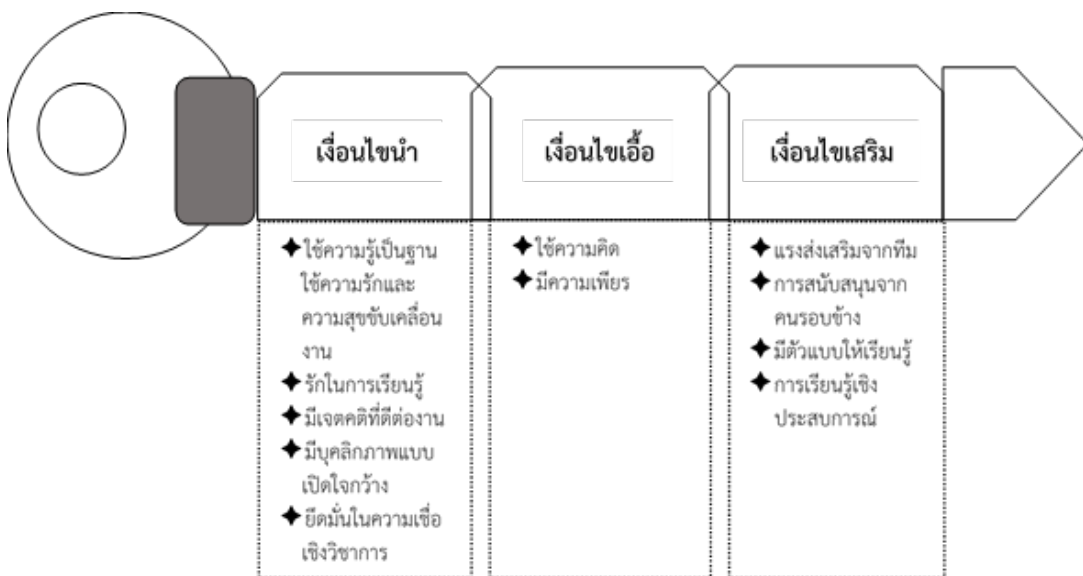 เงื่อนไขนำ
✦ ใช้ความรู้เป็นฐาน
ใช้ความรักและ
ความสุขขับเคลื่อน
งาน
✦ รักในการเรียนรู้
✦ มีเจตคติที่ดีต่องาน
✦ มีบุคลิกภาพแบบ
เปิดใจกว้าง
✦ ยึดมั่นในความเชื่อ
เชิงวิชาการ
เงื่อนไขเอื้อ
✦ ใช้ความคิด
✦ มีความเพียร
เงื่อนไขเสริม
✦ แรงส่งเสริมจากทีม
✦ การสนับสนุนจาก
คนรอบข้าง
✦ มีตัวแบบให้เรียนรู้
✦ การเรียนรู้เชิง
ประสบการณ์